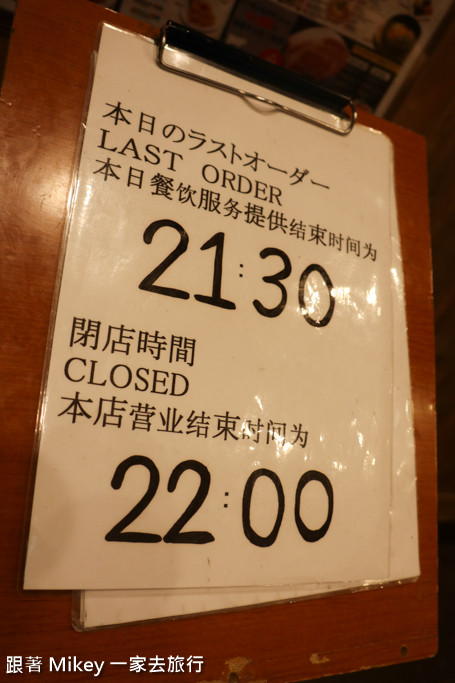 本日のラストオーダー
LAST ORDER
本日餐饮服务提供结束时间为
21:30
閉店時間
CLOSED
本店营业结束时间为
22:00
跟著 Mikey 一家去旅行